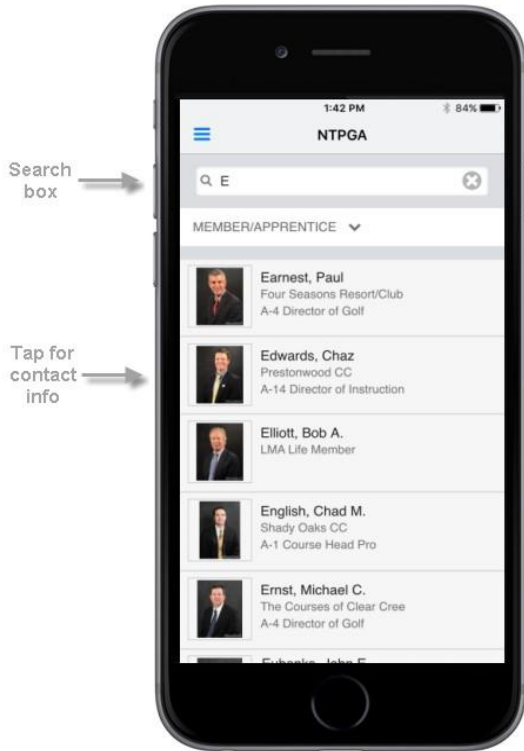 1:42 PM
84%
NTPGA
Search
box
E
MEMBER/APPRENTICE
Earnest, Paul
Four Seasons Resort/Club
A-4 Director of Golf
Tap for
contact
info
Edwards, Chaz
Prestonwood CC
A-14 Director of Instruction
Elliott, Bob A.
LMA Life Member
English, Chad M.
Shady Oaks CC
A-1 Course Head Pro
Ernst, Michael C.
The Courses of Clear Cree
A-4 Director of Golf
Eubanks, John E.